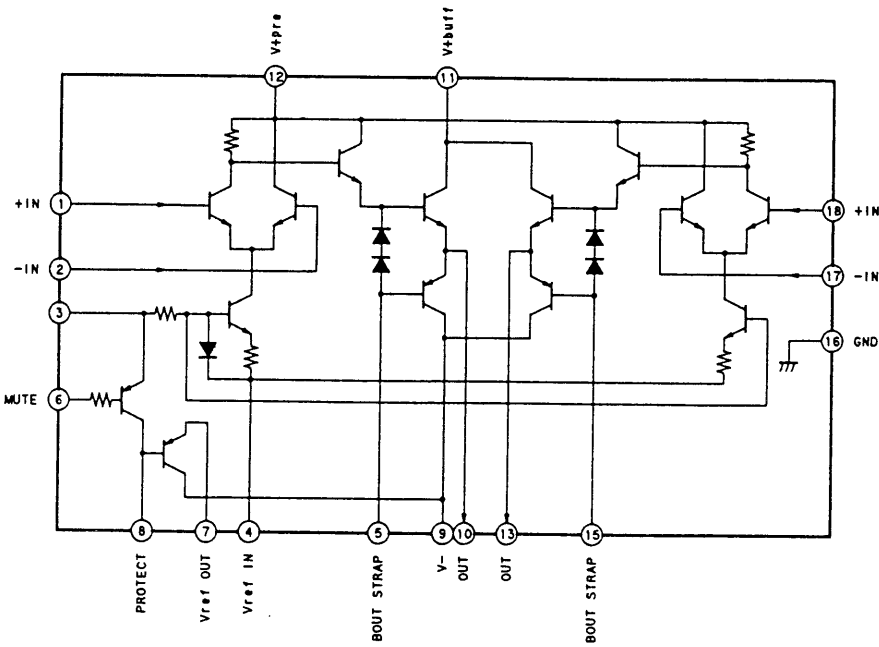 V+pre
V+buff
12
11
+IN
1
18
+IN
-IN
2
17
-IN
3
16
GND
MUTE
6
8
7
4
5
9
10
13
15
PROTECT
Vref OUT
Vref IN
BOUT STRAP
V-
OUT
OUT
BOUT STRAP